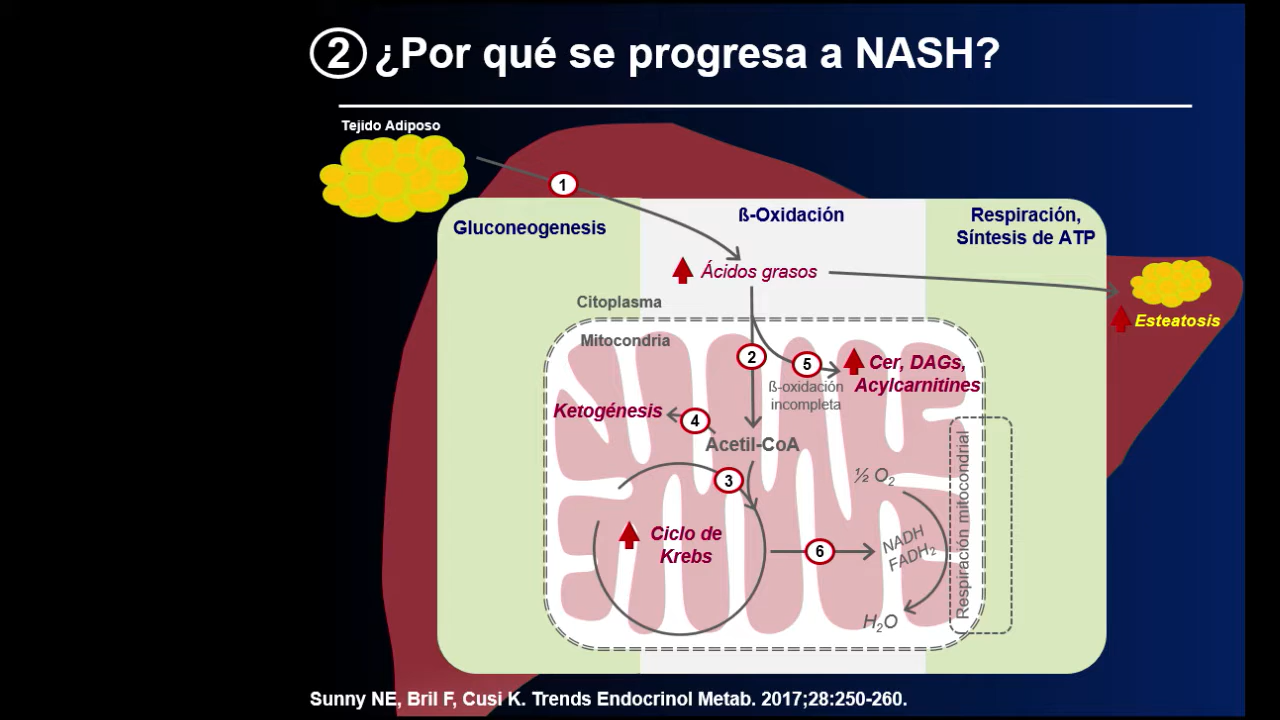 2 ¿Por qué se progresa a NASH?
Tejido Adiposo
1
Gluconeogenesis
ß-Oxidación
Respiración,
Síntesis de ATP
Ácidos grasos
Citoplasma
Esteatosis
Mitocondria
2
5
Cer, DAGs,
Acylcarnitines
ß-oxidación
incompleta
Ketogénesis
4
Acetil-CoA
3
½ O2
Ciclo de
Krebs
6
NADH
FADH2
H2O
Respiración mitocondrial
Sunny NE, Bril F, Cusi K. Trends Endocrinol Metab. 2017;28:250-260.